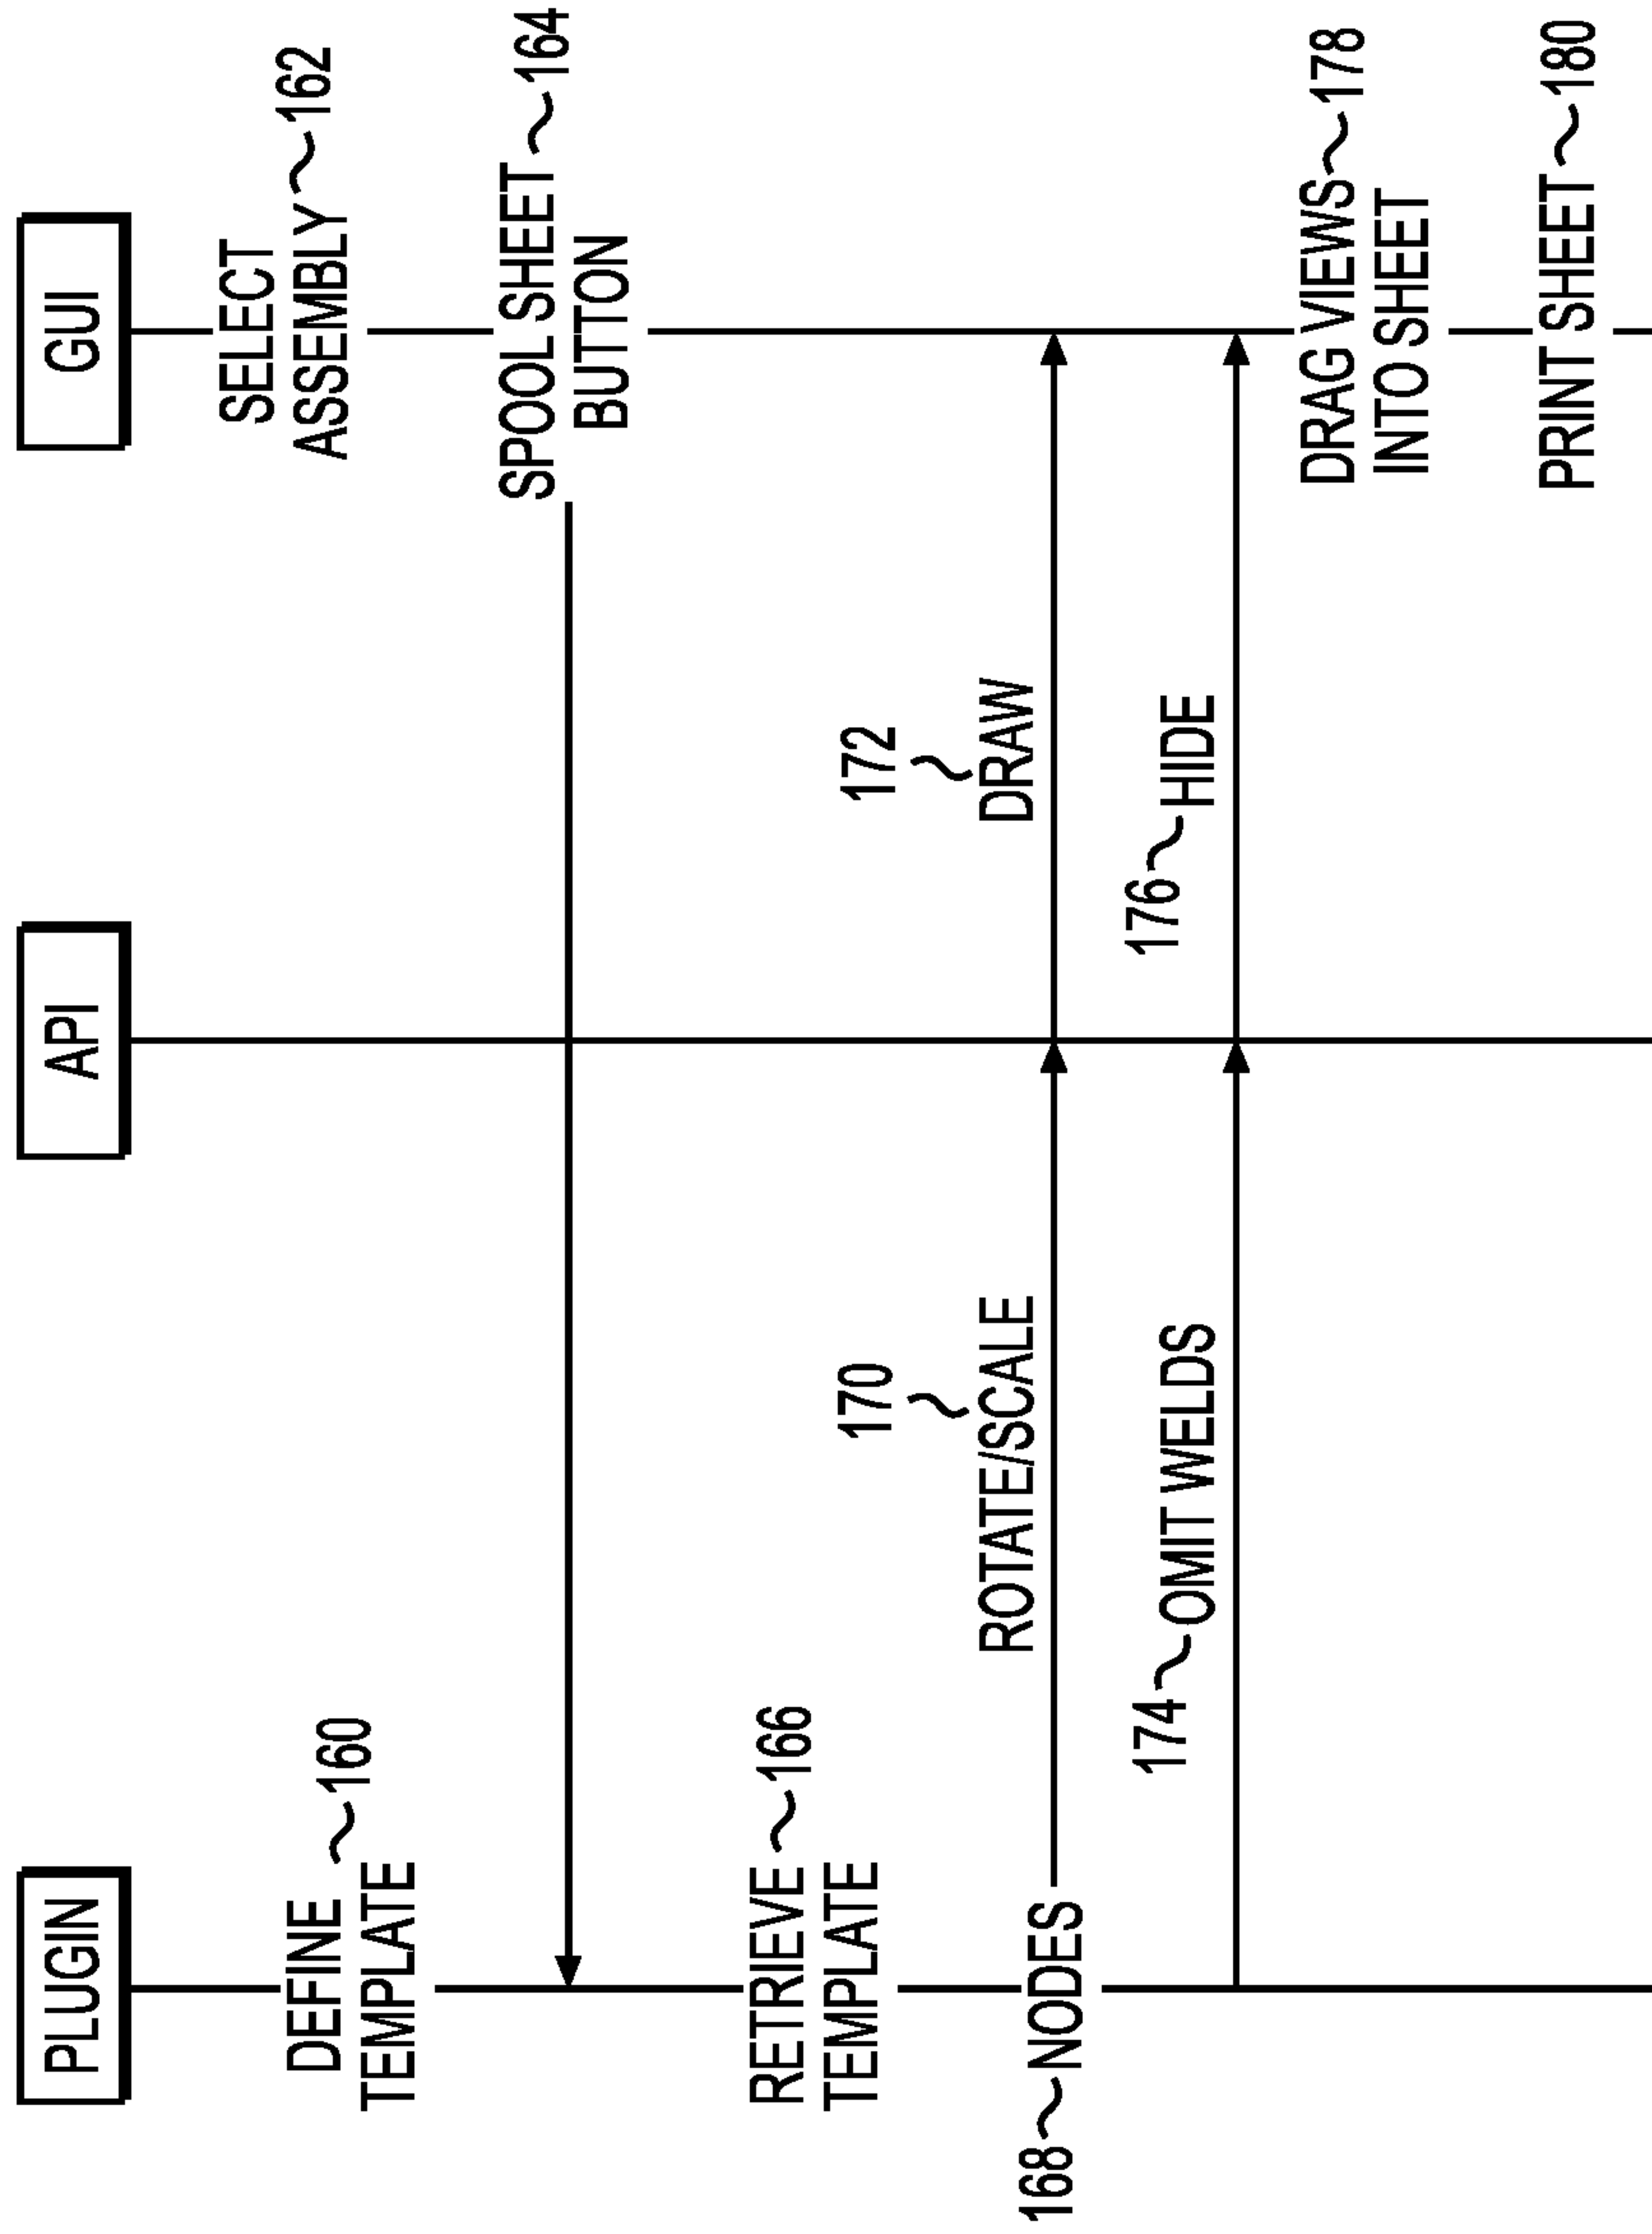 PLUGIN
API
GUI
DEFINE
TEMPLATE
160
SELECT
ASSEMBLY
162
SPOOL SHEET
BUTTON
164
RETRIEVE
TEMPLATE
166
168
NODES
170
ROTATE/SCALE
172
DRAW
174
OMIT WELDS
176
HIDE
DRAG VIEWS
INTO SHEET
178
PRINT SHEET
180